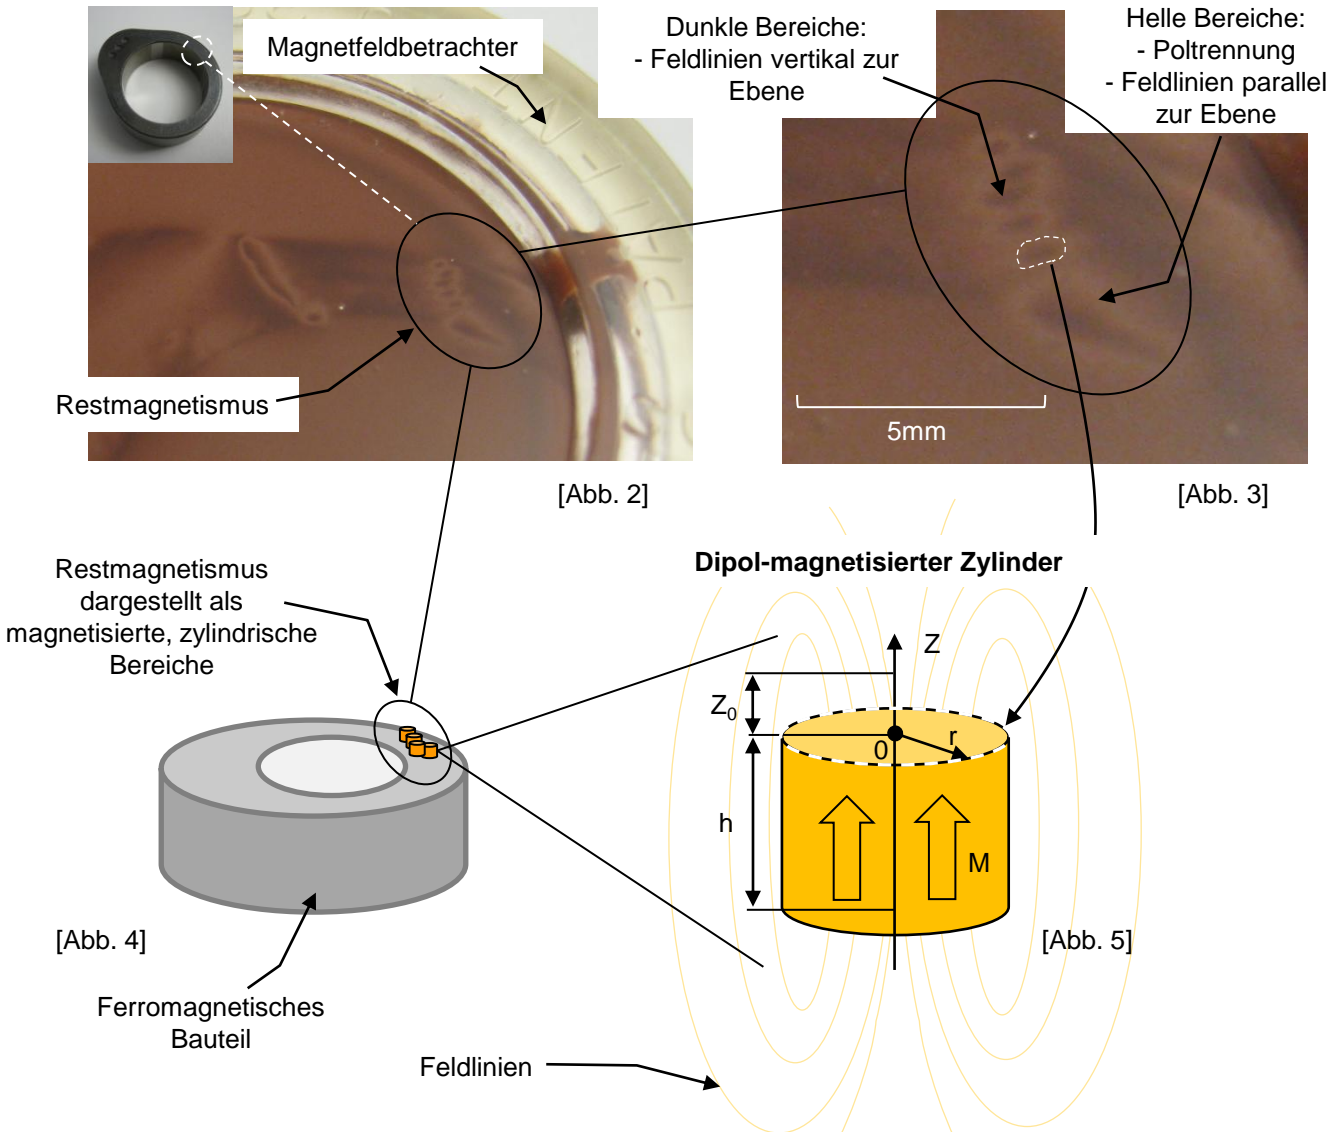 Magnetfeldbetrachter
Dunkle Bereiche:
- Feldlinien vertikal zur
Ebene
Helle Bereiche:
- Poltrennung
- Feldlinien parallel
zur Ebene
Restmagnetismus
5mm
[Abb. 2]
[Abb. 3]
Restmagnetismus
dargestellt als
magnetisierte, zylindrische
Bereiche
Dipol-magnetisierter Zylinder
Z
Z0
0
r
h
M
[Abb. 4]
[Abb. 5]
Ferromagnetisches
Bauteil
Feldlinien